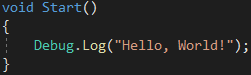 void Start()
{
    Debug.Log("Hello, World!");
}